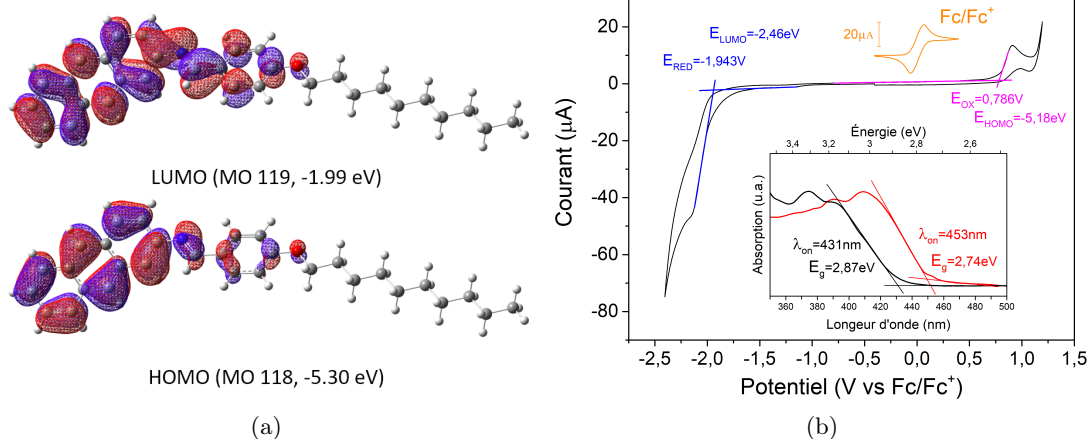 LUMO (MO 119, -1.99 eV)
HOMO (MO 118, -5.30 eV)
(a)
Courant (μA)
20
0
-20
-40
-60
-80
-2,5 -2,0 -1,5 -1,0 -0,5 0,0 0,5 1,0 1,5
Potentiel (V vs Fc/Fc+)
E_LUMO=-2,46eV
E_RED=-1,943V
20μA
Fc/Fc+
E_OX=0,786V
E_HOMO=-5,18eV
Énergie (eV)
3,4 3,2 3 2,8 2,6
Absorption (u.a.)
λ_on=431nm
E_g=2,87eV
λ_on=453nm
E_g=2,74eV
360 380 400 420 440 460 480 500
Longeur d'onde (nm)
(b)